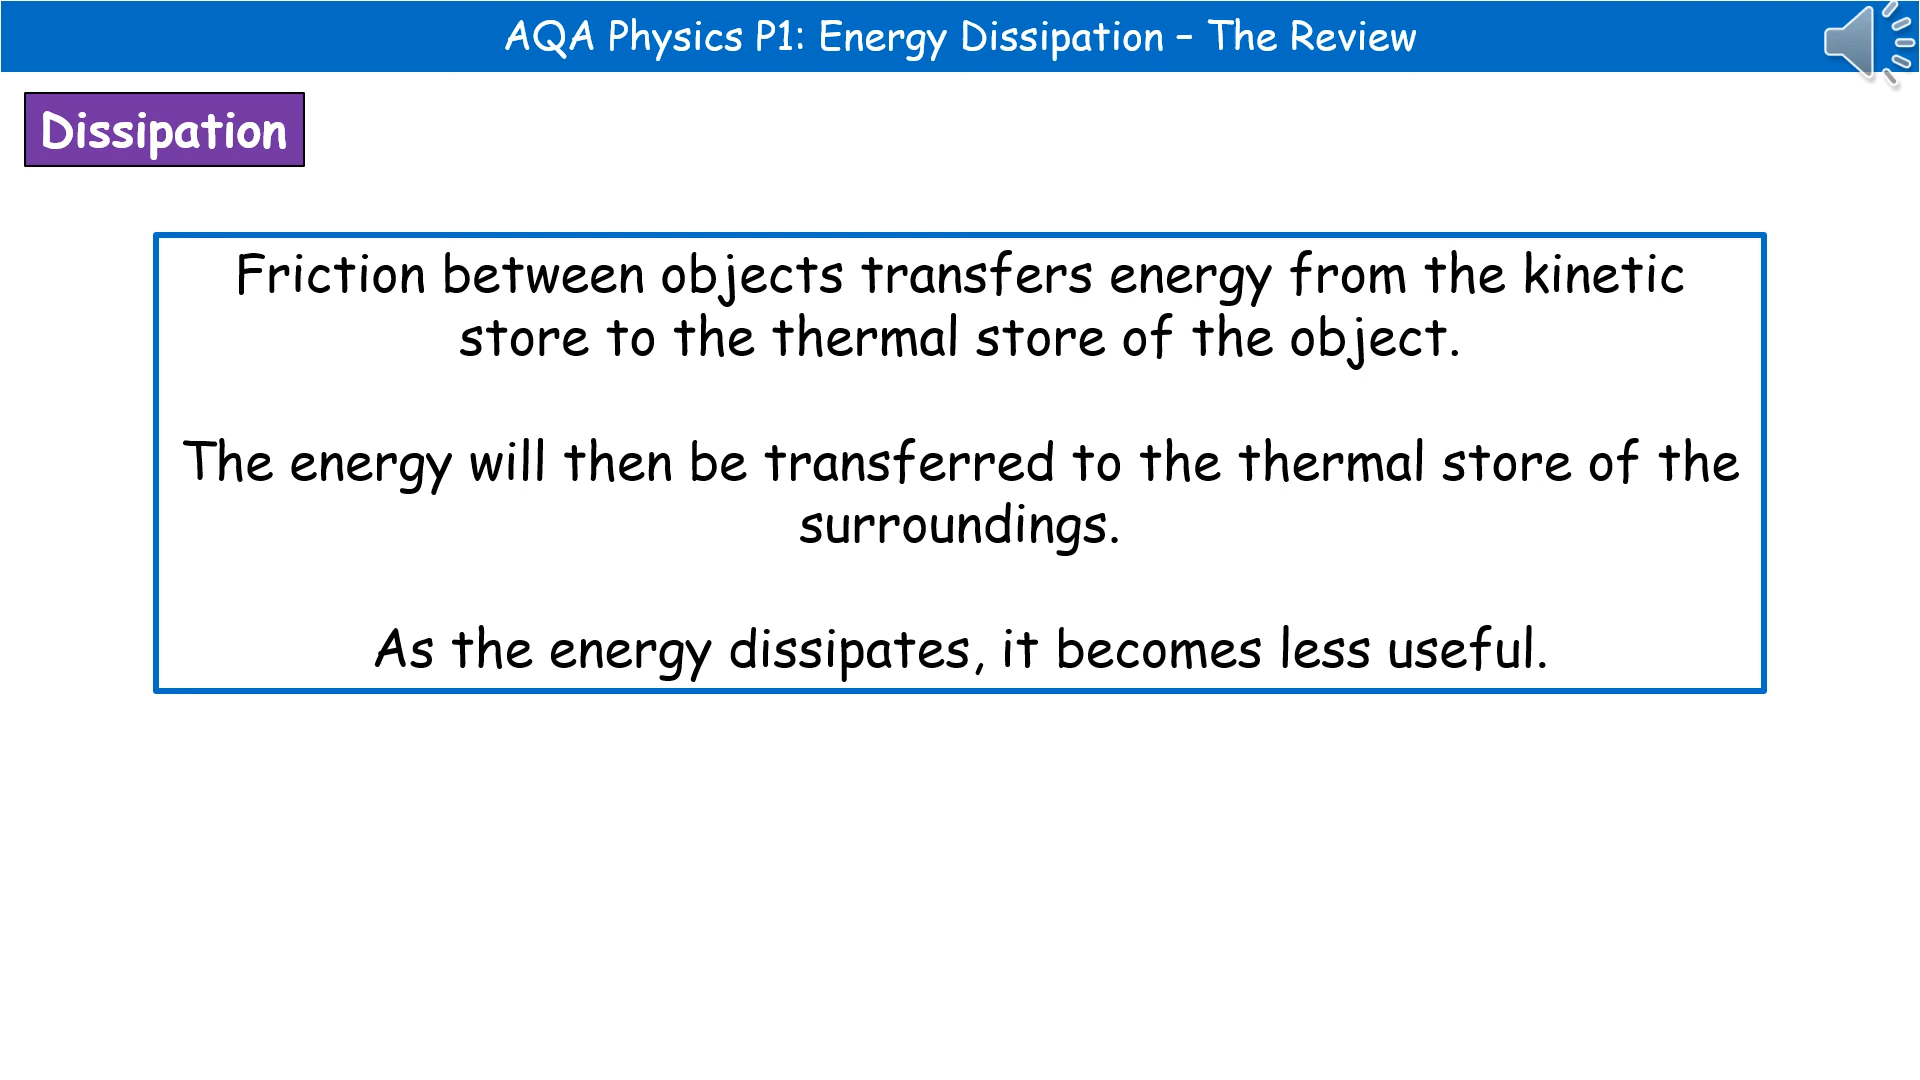 AQA Physics P1: Energy Dissipation – The Review
Dissipation
Friction between objects transfers energy from the kinetic
store to the thermal store of the object.
The energy will then be transferred to the thermal store of the
surroundings.
As the energy dissipates, it becomes less useful.